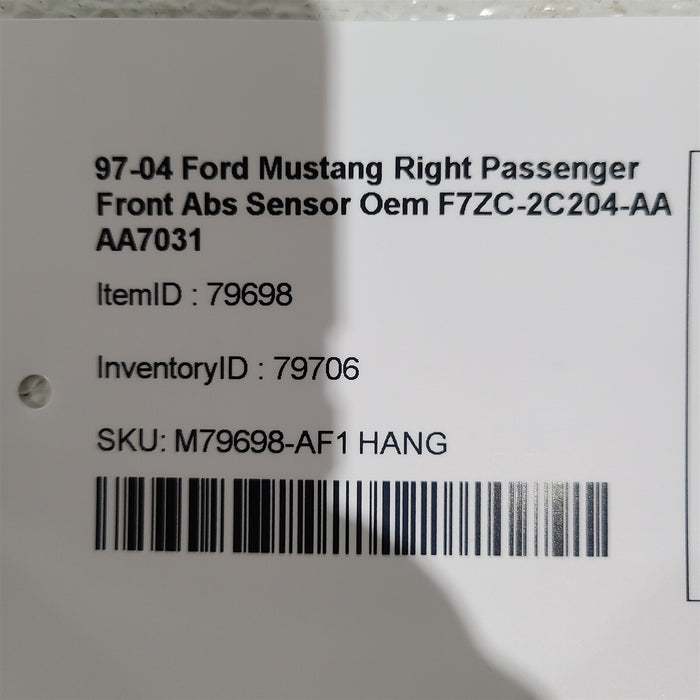 97-04 Ford Mustang Right Passenger
Front Abs Sensor Oem F7ZC-2C204-AA
AA7031
ItemID : 79698
InventoryID : 79706
SKU: M79698-AF1 HANG